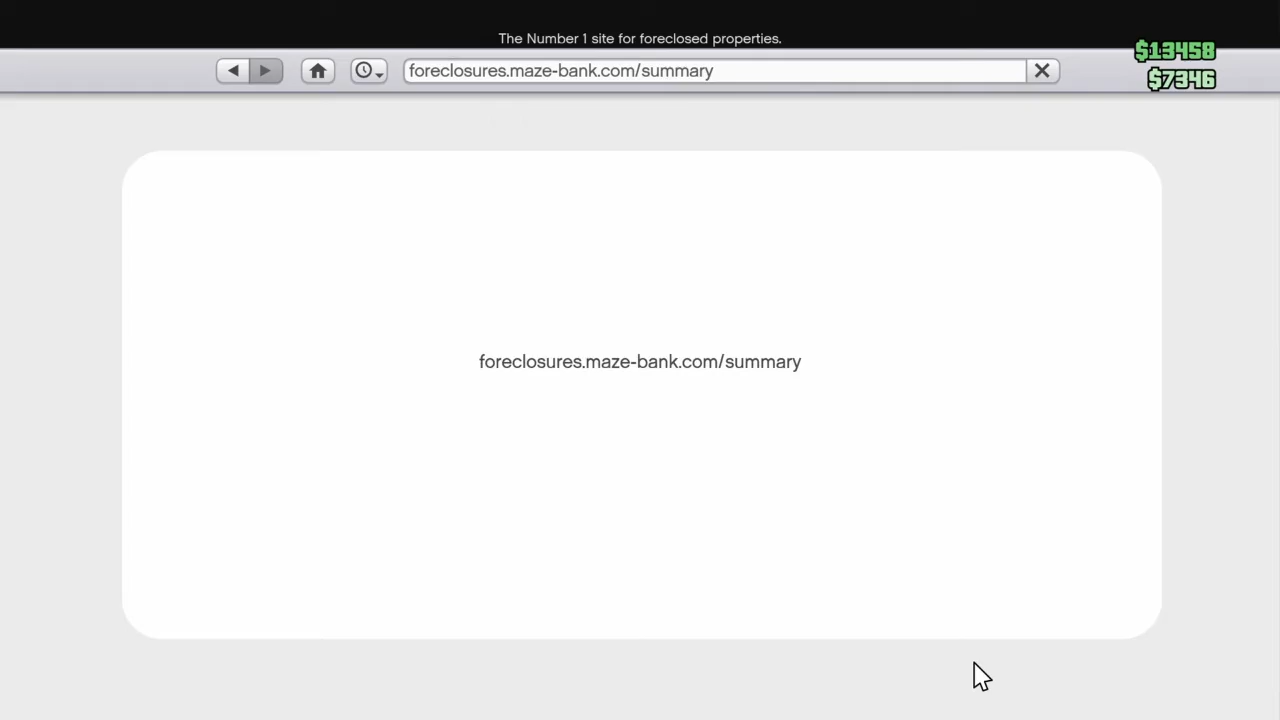 The Number 1 site for foreclosed properties.
foreclosures.maze-bank.com/summary
$13458
$7346
foreclosures.maze-bank.com/summary